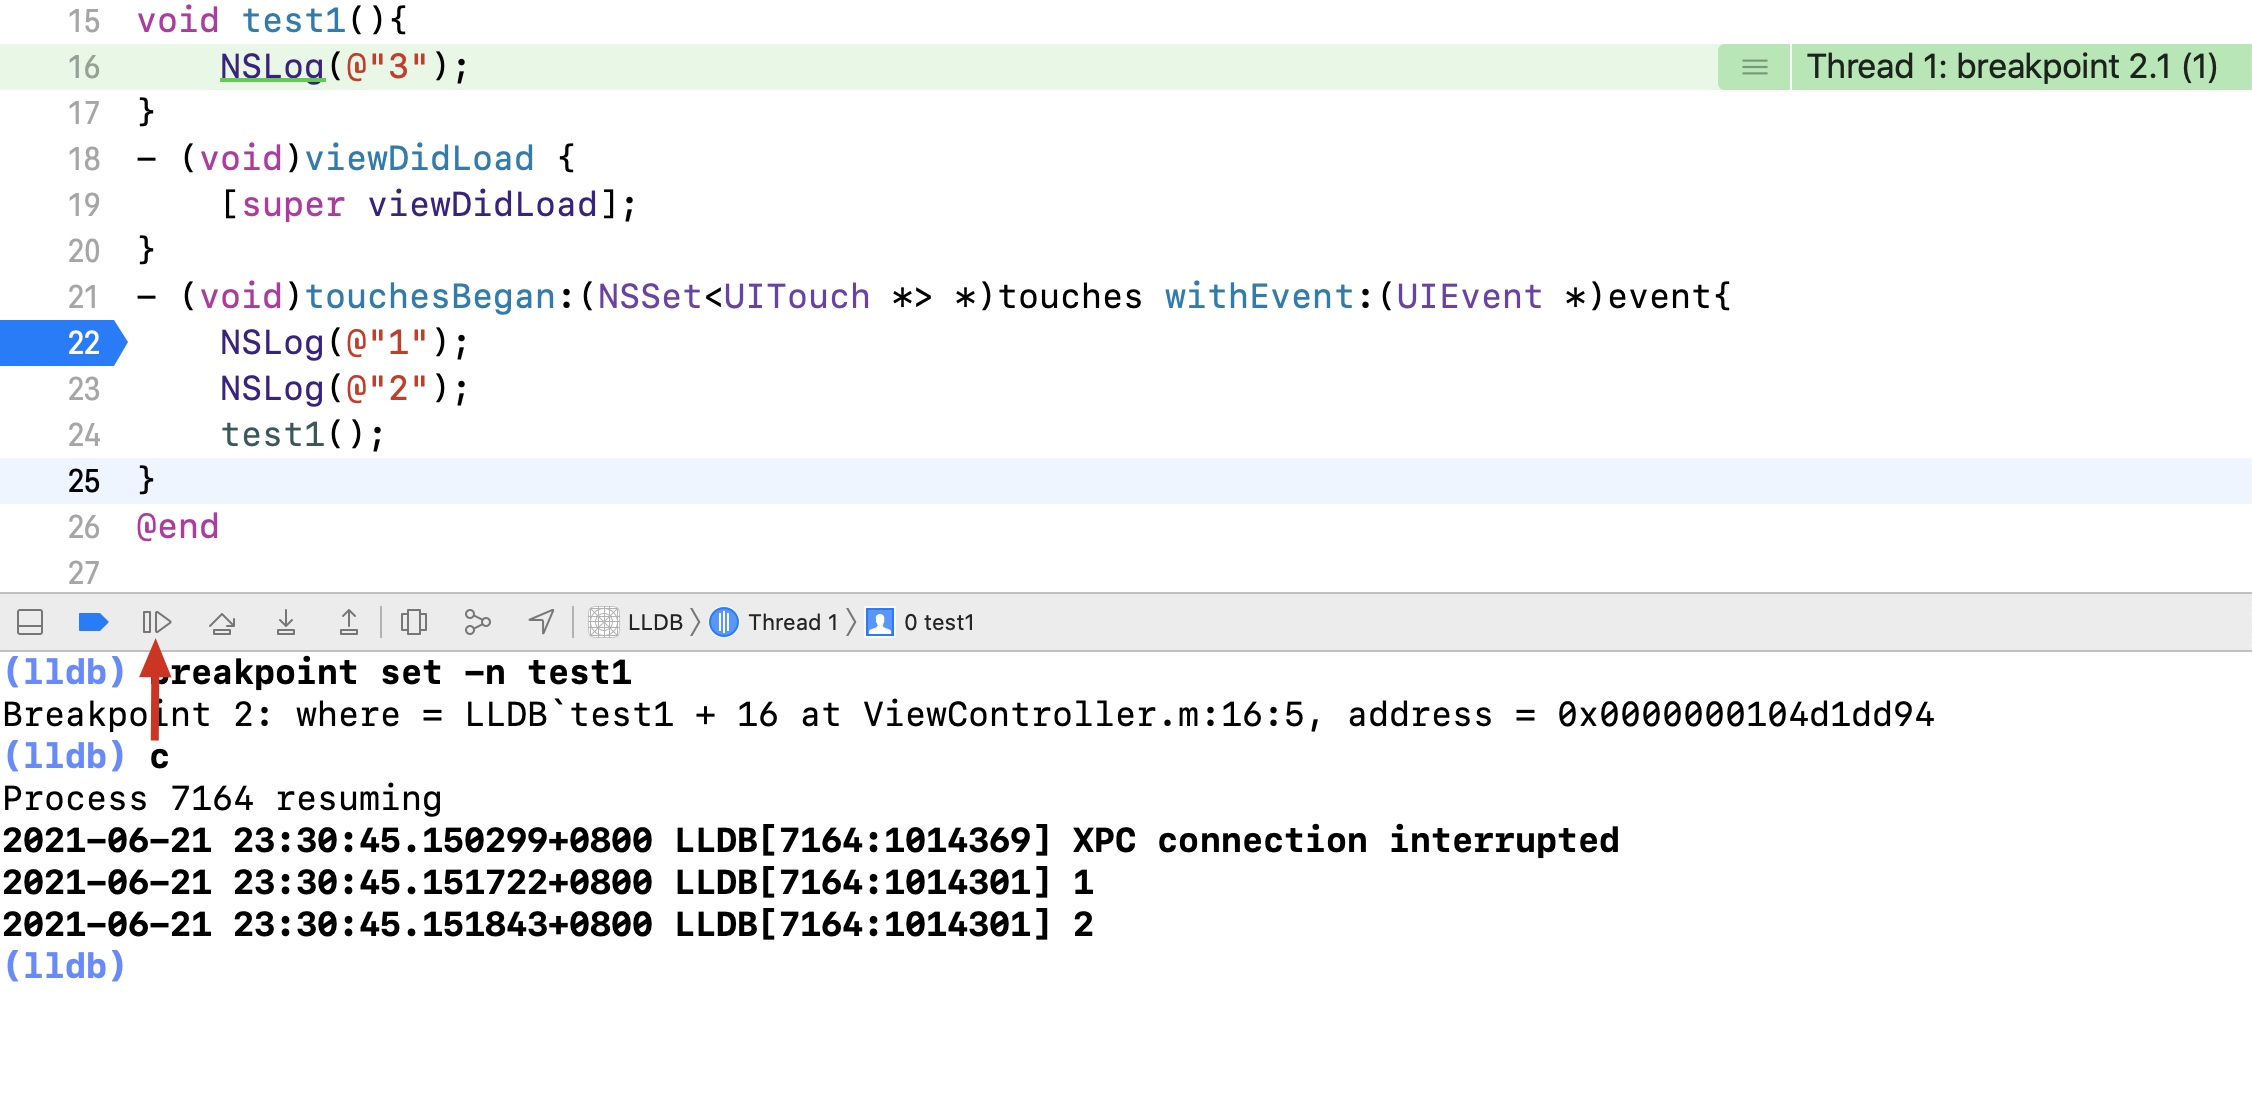 15 void test1(){
16 NSLog(@"3"); Thread 1: breakpoint 2.1 (1)
17 }
18 - (void)viewDidLoad {
19 [super viewDidLoad];
20 }
21 - (void)touchesBegan:(NSSet<UITouch *> *)touches withEvent:(UIEvent *)event{
22 NSLog(@"1");
23 NSLog(@"2");
24 test1();
25 }
26 @end
27
LLDB Thread 1 0 test1
(lldb) breakpoint set -n test1
Breakpoint 2: where = LLDB`test1 + 16 at ViewController.m:16:5, address = 0x0000000104d1dd94
(lldb) c
Process 7164 resuming
2021-06-21 23:30:45.150299+0800 LLDB[7164:1014369] XPC connection interrupted
2021-06-21 23:30:45.151722+0800 LLDB[7164:1014301] 1
2021-06-21 23:30:45.151843+0800 LLDB[7164:1014301] 2
(lldb)